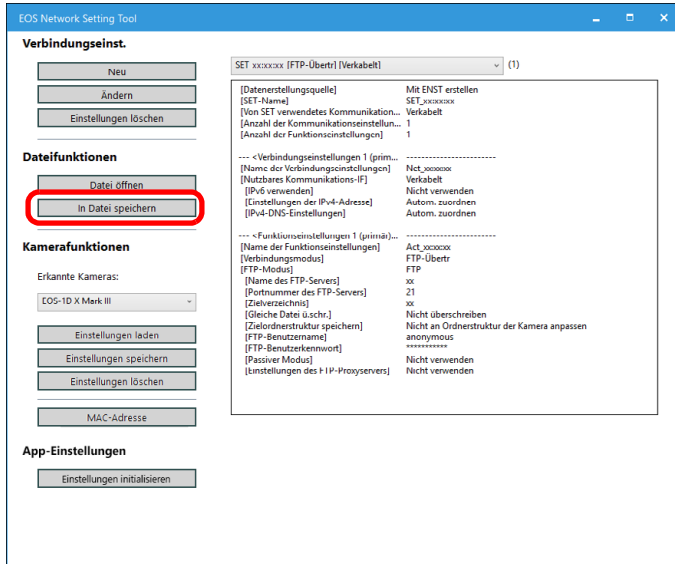 EOS Network Setting Tool
Verbindungseinst.
Neu
Ändern
Einstellungen löschen
Dateifunktionen
Datei öffnen
In Datei speichern
Kamerafunktionen
Erkannte Kameras:
EOS-1D X Mark III
Einstellungen laden
Einstellungen speichern
Einstellungen löschen
MAC-Adresse
App-Einstellungen
Einstellungen initialisieren
SET xx:xx:xx [FTP-Übertr] [Verkabelt] (1)
[Datenerstellungsquelle] Mit ENST erstellen
[SET-Name] SET_xx:xx:xx
[Von SET verwendetes Kommunikation... Verkabelt
[Anzahl der Kommunikationseinstellun... 1
[Anzahl der Funktionseinstellungen] 1
--- <Verbindungseinstellungen 1 (prim... ------------------------
[Name der Verbindungseinstellungen] Net_xx:xx:xx
[Nutzbares Kommunikations-IF] Verkabelt
[IPv6 verwenden] Nicht verwenden
[Einstellungen der IPv4-Adresse] Autom. zuordnen
[IPv4-DNS-Einstellungen] Autom. zuordnen
--- <Funktionseinstellungen 1 (primär)... ------------------------
[Name der Funktionseinstellungen] Act_xx:xx:xx
[Verbindungsmodus] FTP-Übertr
[FTP-Modus] FTP
[Name des FTP-Servers] xx
[Portnummer des FTP-Servers] 21
[Zielverzeichnis] xx
[Gleiche Datei ü.schr.] Nicht überschreiben
[Zielordnerstruktur speichern] Nicht an Ordnerstruktur der Kamera anpassen
[FTP-Benutzername] anonymous
[FTP-Benutzerkennwort] ***********
[Passiver Modus] Nicht verwenden
[Einstellungen des FTP-Proxyservers] Nicht verwenden